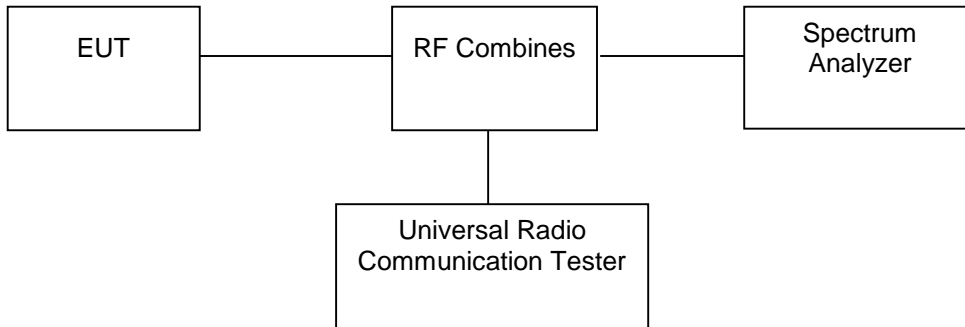 EUT
RF Combines
Spectrum
Analyzer
Universal Radio
Communication Tester